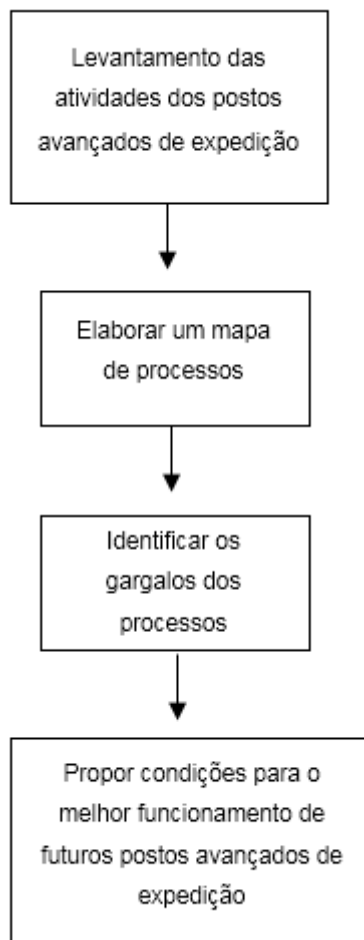 Levantamento das
atividades dos postos
avançados de expedição
Elaborar um mapa
de processos
Identificar os
gargalos dos
processos
Propor condições para o
melhor funcionamento de
futuros postos avançados de
expedição